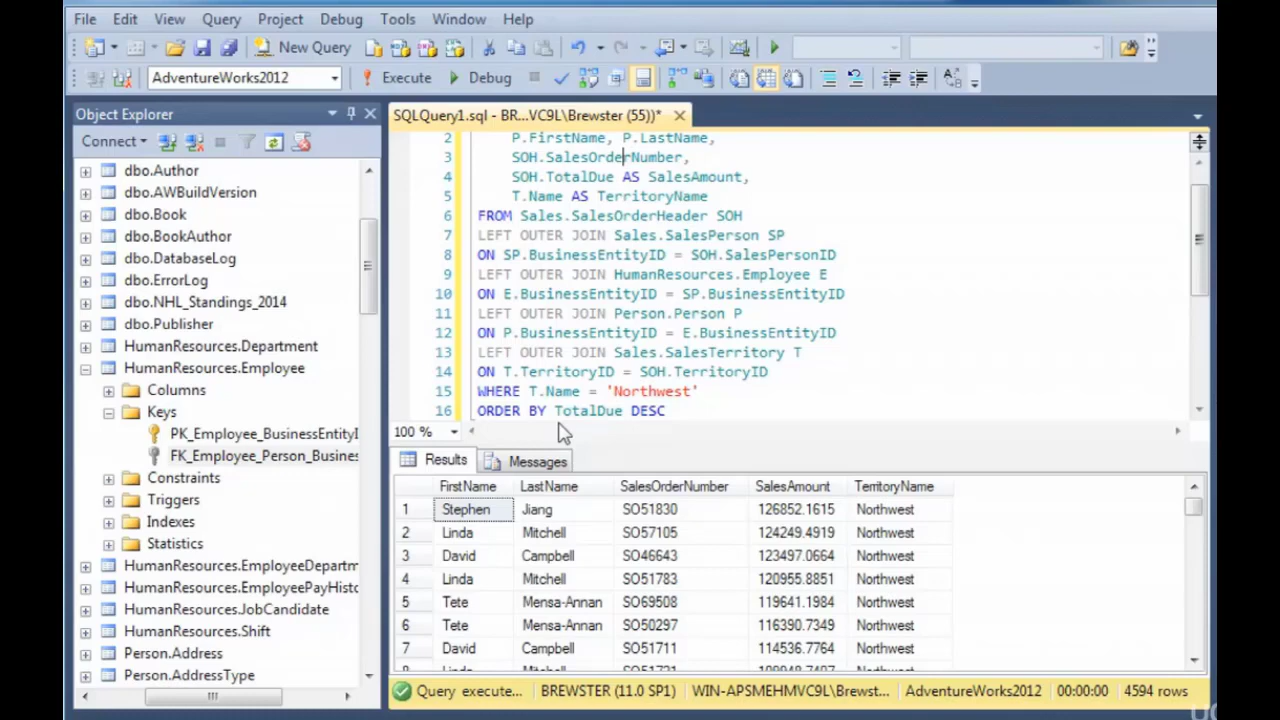 File Edit View Query Project Debug Tools Window Help
New Query
AdventureWorks2012 Execute Debug
Object Explorer
Connect
dbo.Author
dbo.AWBuildVersion
dbo.Book
dbo.BookAuthor
dbo.DatabaseLog
dbo.ErrorLog
dbo.NHL_Standings_2014
dbo.Publisher
HumanResources.Department
HumanResources.Employee
Columns
Keys
PK_Employee_BusinessEntityI
FK_Employee_Person_Busines
Constraints
Triggers
Indexes
Statistics
HumanResources.EmployeeDepartm
HumanResources.EmployeePayHisto
HumanResources.JobCandidate
HumanResources.Shift
Person.Address
Person.AddressType
SQLQuery1.sql - BR...VC9L\Brewster (55))*
2 P.FirstName, P.LastName,
3 SOH.SalesOrderNumber,
4 SOH.TotalDue AS SalesAmount,
5 T.Name AS TerritoryName
6 FROM Sales.SalesOrderHeader SOH
7 LEFT OUTER JOIN Sales.SalesPerson SP
8 ON SP.BusinessEntityID = SOH.SalesPersonID
9 LEFT OUTER JOIN HumanResources.Employee E
10 ON E.BusinessEntityID = SP.BusinessEntityID
11 LEFT OUTER JOIN Person.Person P
12 ON P.BusinessEntityID = E.BusinessEntityID
13 LEFT OUTER JOIN Sales.SalesTerritory T
14 ON T.TerritoryID = SOH.TerritoryID
15 WHERE T.Name = 'Northwest'
16 ORDER BY TotalDue DESC
100 %
Results Messages
FirstName LastName SalesOrderNumber SalesAmount TerritoryName
1 Stephen Jiang SO51830 126852.1615 Northwest
2 Linda Mitchell SO57105 124249.4919 Northwest
3 David Campbell SO46643 123497.0664 Northwest
4 Linda Mitchell SO51783 120955.8851 Northwest
5 Tete Mensa-Annan SO69508 119641.1984 Northwest
6 Tete Mensa-Annan SO50297 116390.7349 Northwest
7 David Campbell SO51711 114536.7764 Northwest
Query execute... BREWSTER (11.0 SP1) WIN-APSMEHMVC9L\Brewst... AdventureWorks2012 00:00:00 4594 rows